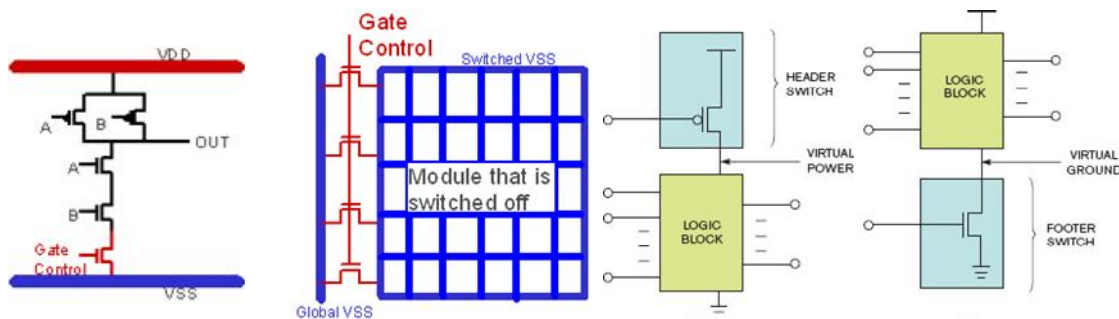 VDD
A
B
OUT
A
B
Gate
Control
VSS
Gate
Control
Switched VSS
Module that is
switched off
Global VSS
HEADER
SWITCH
VIRTUAL
POWER
LOGIC
BLOCK
LOGIC
BLOCK
VIRTUAL
GROUND
FOOTER
SWITCH